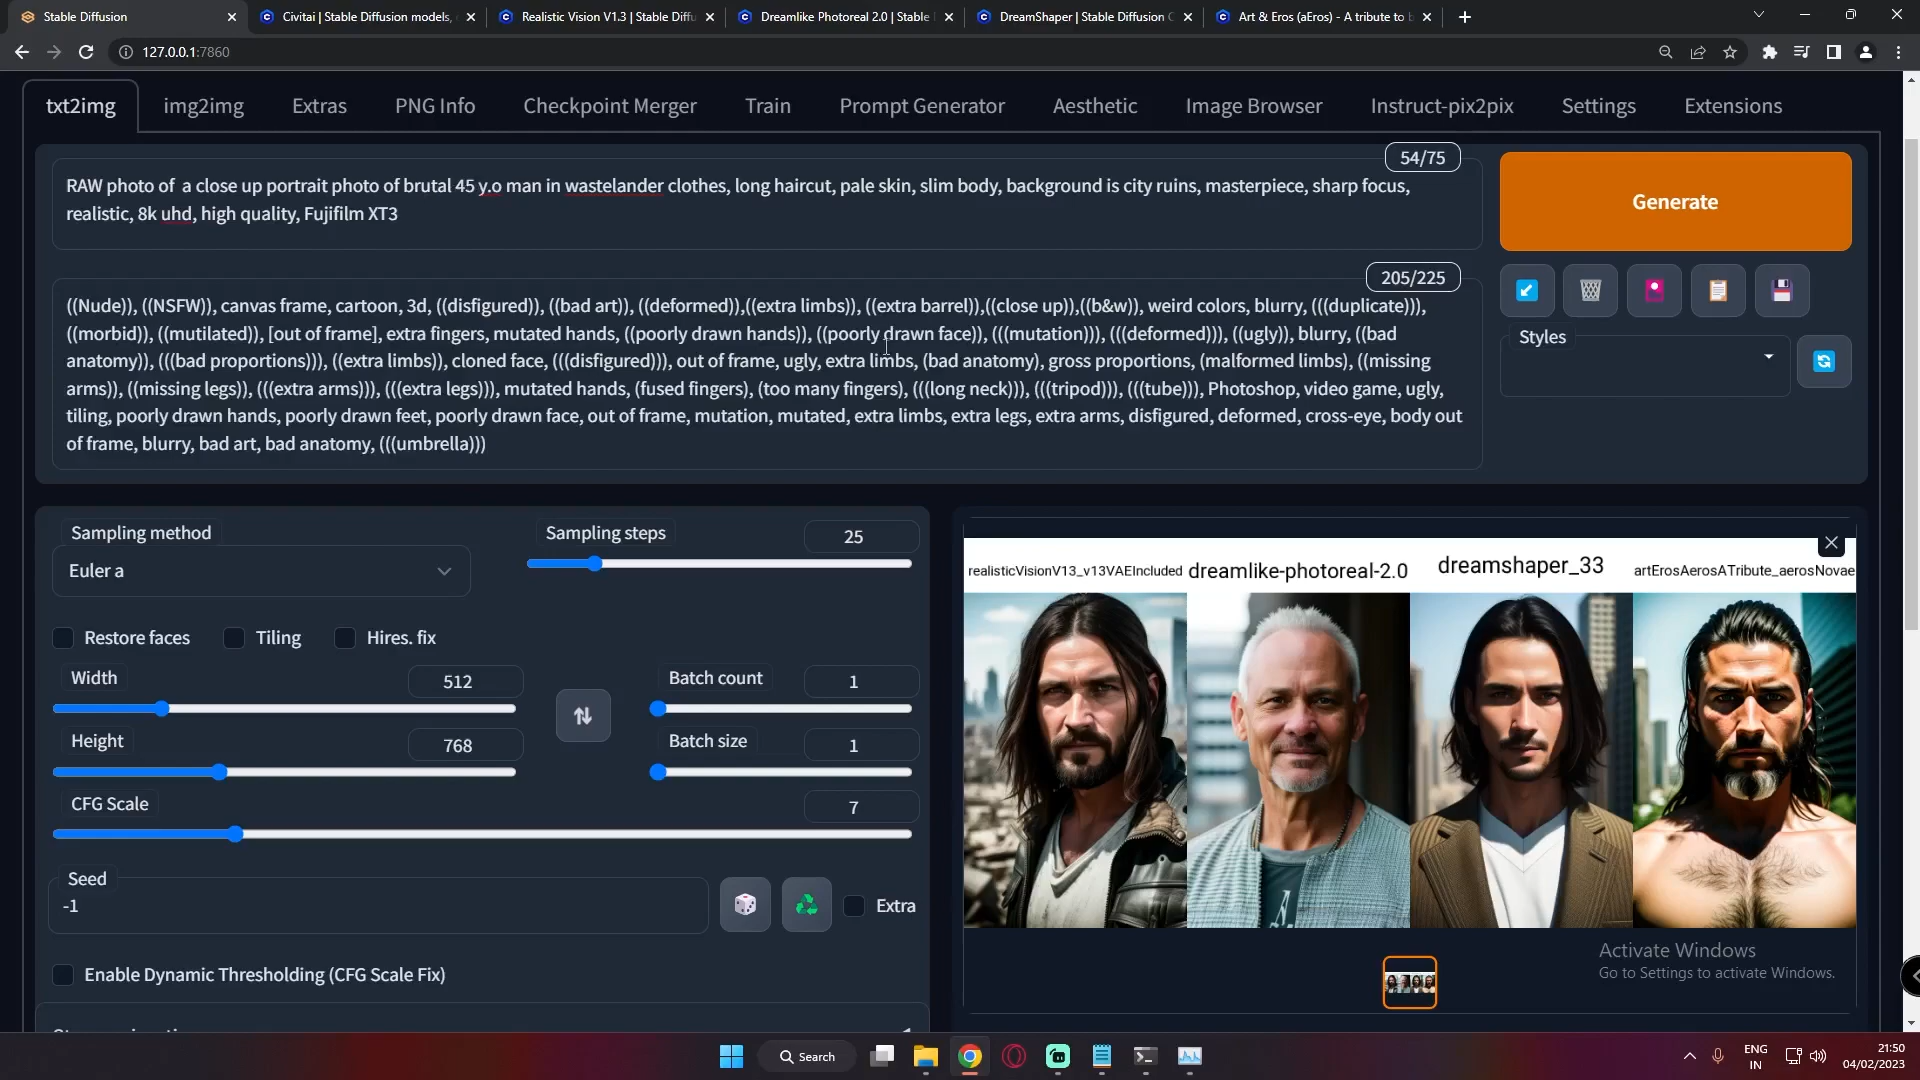 Stable Diffusion
Civitai | Stable Diffusion models,
Realistic Vision V1.3 | Stable Diffu
Dreamlike Photoreal 2.0 | Stable
DreamShaper | Stable Diffusion C
Art & Eros (aEros) - A tribute to b
127.0.0.1:7860
txt2img
img2img
Extras
PNG Info
Checkpoint Merger
Train
Prompt Generator
Aesthetic
Image Browser
Instruct-pix2pix
Settings
Extensions
54/75
RAW photo of a close up portrait photo of brutal 45 y.o man in wastelander clothes, long haircut, pale skin, slim body, background is city ruins, masterpiece, sharp focus,
realistic, 8k uhd, high quality, Fujifilm XT3
Generate
205/225
((Nude)), ((NSFW)), canvas frame, cartoon, 3d, ((disfigured)), ((bad art)), ((deformed)),((extra limbs)), ((extra barrel)),((close up)),((b&w)), weird colors, blurry, (((duplicate))),
((morbid)), ((mutilated)), [out of frame], extra fingers, mutated hands, ((poorly drawn hands)), ((poorly drawn face)), (((mutation))), (((deformed))), ((ugly)), blurry, ((bad
anatomy)), (((bad proportions))), ((extra limbs)), cloned face, (((disfigured))), out of frame, ugly, extra limbs, (bad anatomy), gross proportions, (malformed limbs), ((missing
arms)), ((missing legs)), (((extra arms))), (((extra legs))), mutated hands, (fused fingers), (too many fingers), (((long neck))), (((tripod))), (((tube))), Photoshop, video game, ugly,
tiling, poorly drawn hands, poorly drawn feet, poorly drawn face, out of frame, mutation, mutated, extra limbs, extra legs, extra arms, disfigured, deformed, cross-eye, body out
of frame, blurry, bad art, bad anatomy, (((umbrella)))
Styles
Sampling method
Euler a
Sampling steps
25
Restore faces
Tiling
Hires. fix
Width
512
Height
768
Batch count
1
Batch size
1
CFG Scale
7
Seed
-1
Extra
Enable Dynamic Thresholding (CFG Scale Fix)
realisticVisionV13_v13VAEIncluded
dreamlike-photoreal-2.0
dreamshaper_33
artErosAerosATribute_aerosNovae
Activate Windows
Go to Settings to activate Windows.
Search
ENG
IN
21:50
04/02/2023